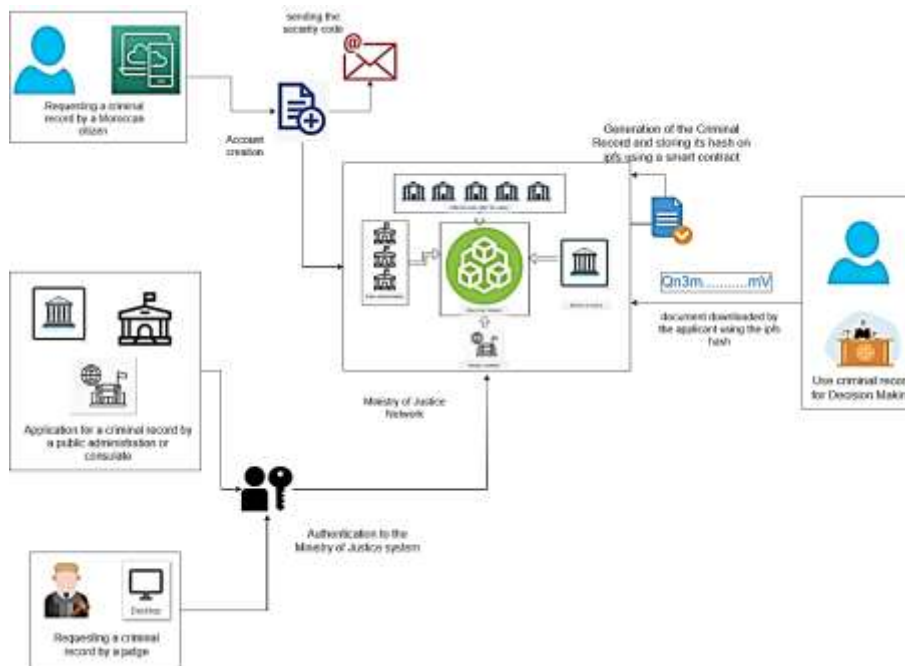 sending the
security code
Requesting a criminal
record by a Moroccan
citizen
Account
creation
Generation of the Criminal
Record and storing its hash on
ipfs using a smart contract
Qn3m...........mV
document downloaded by
the applicant using the ipfs
hash
Use criminal recor
for Decision Makin
Ministry of Justice
Network
Application for a criminal record by
a public administration or
consulate
Authentication to the
Ministry of Justice system
Desktop
Requesting a criminal
record by a judge